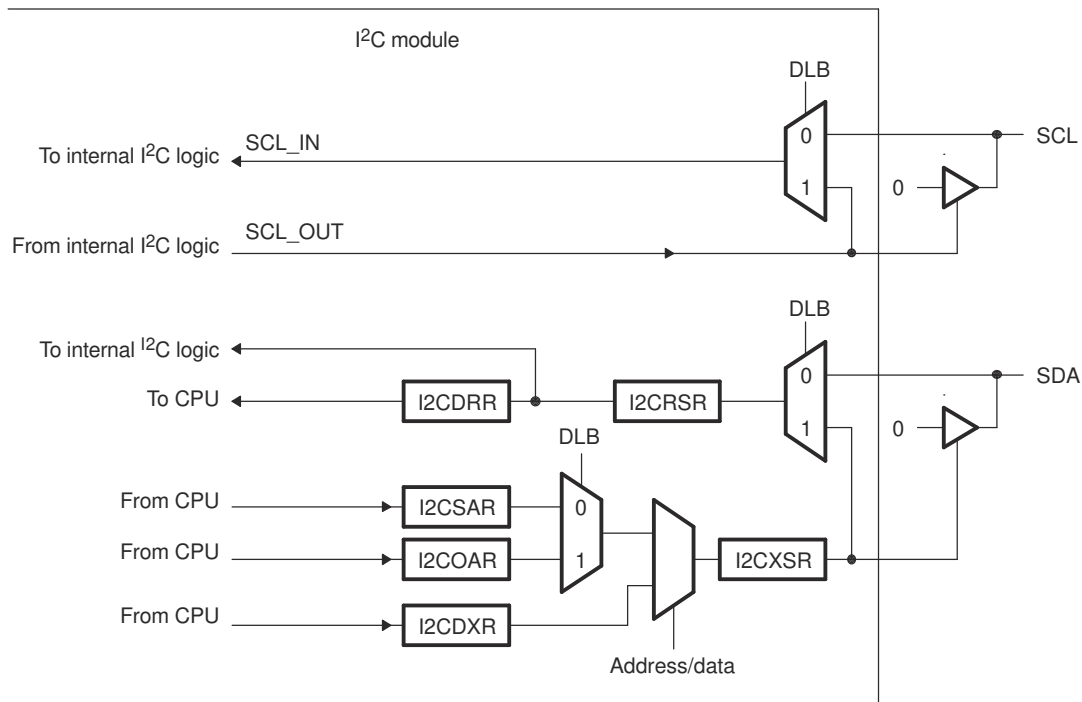 I²C module
DLB
0
SCL
SCL_IN
To internal I²C logic
1
0
SCL_OUT
From internal I²C logic
DLB
To internal I²C logic
0
SDA
To CPU
I2CDRR
I2CRSR
1
0
DLB
From CPU
I2CSAR
0
From CPU
I2COAR
1
I2CXSR
From CPU
I2CDXR
Address/data